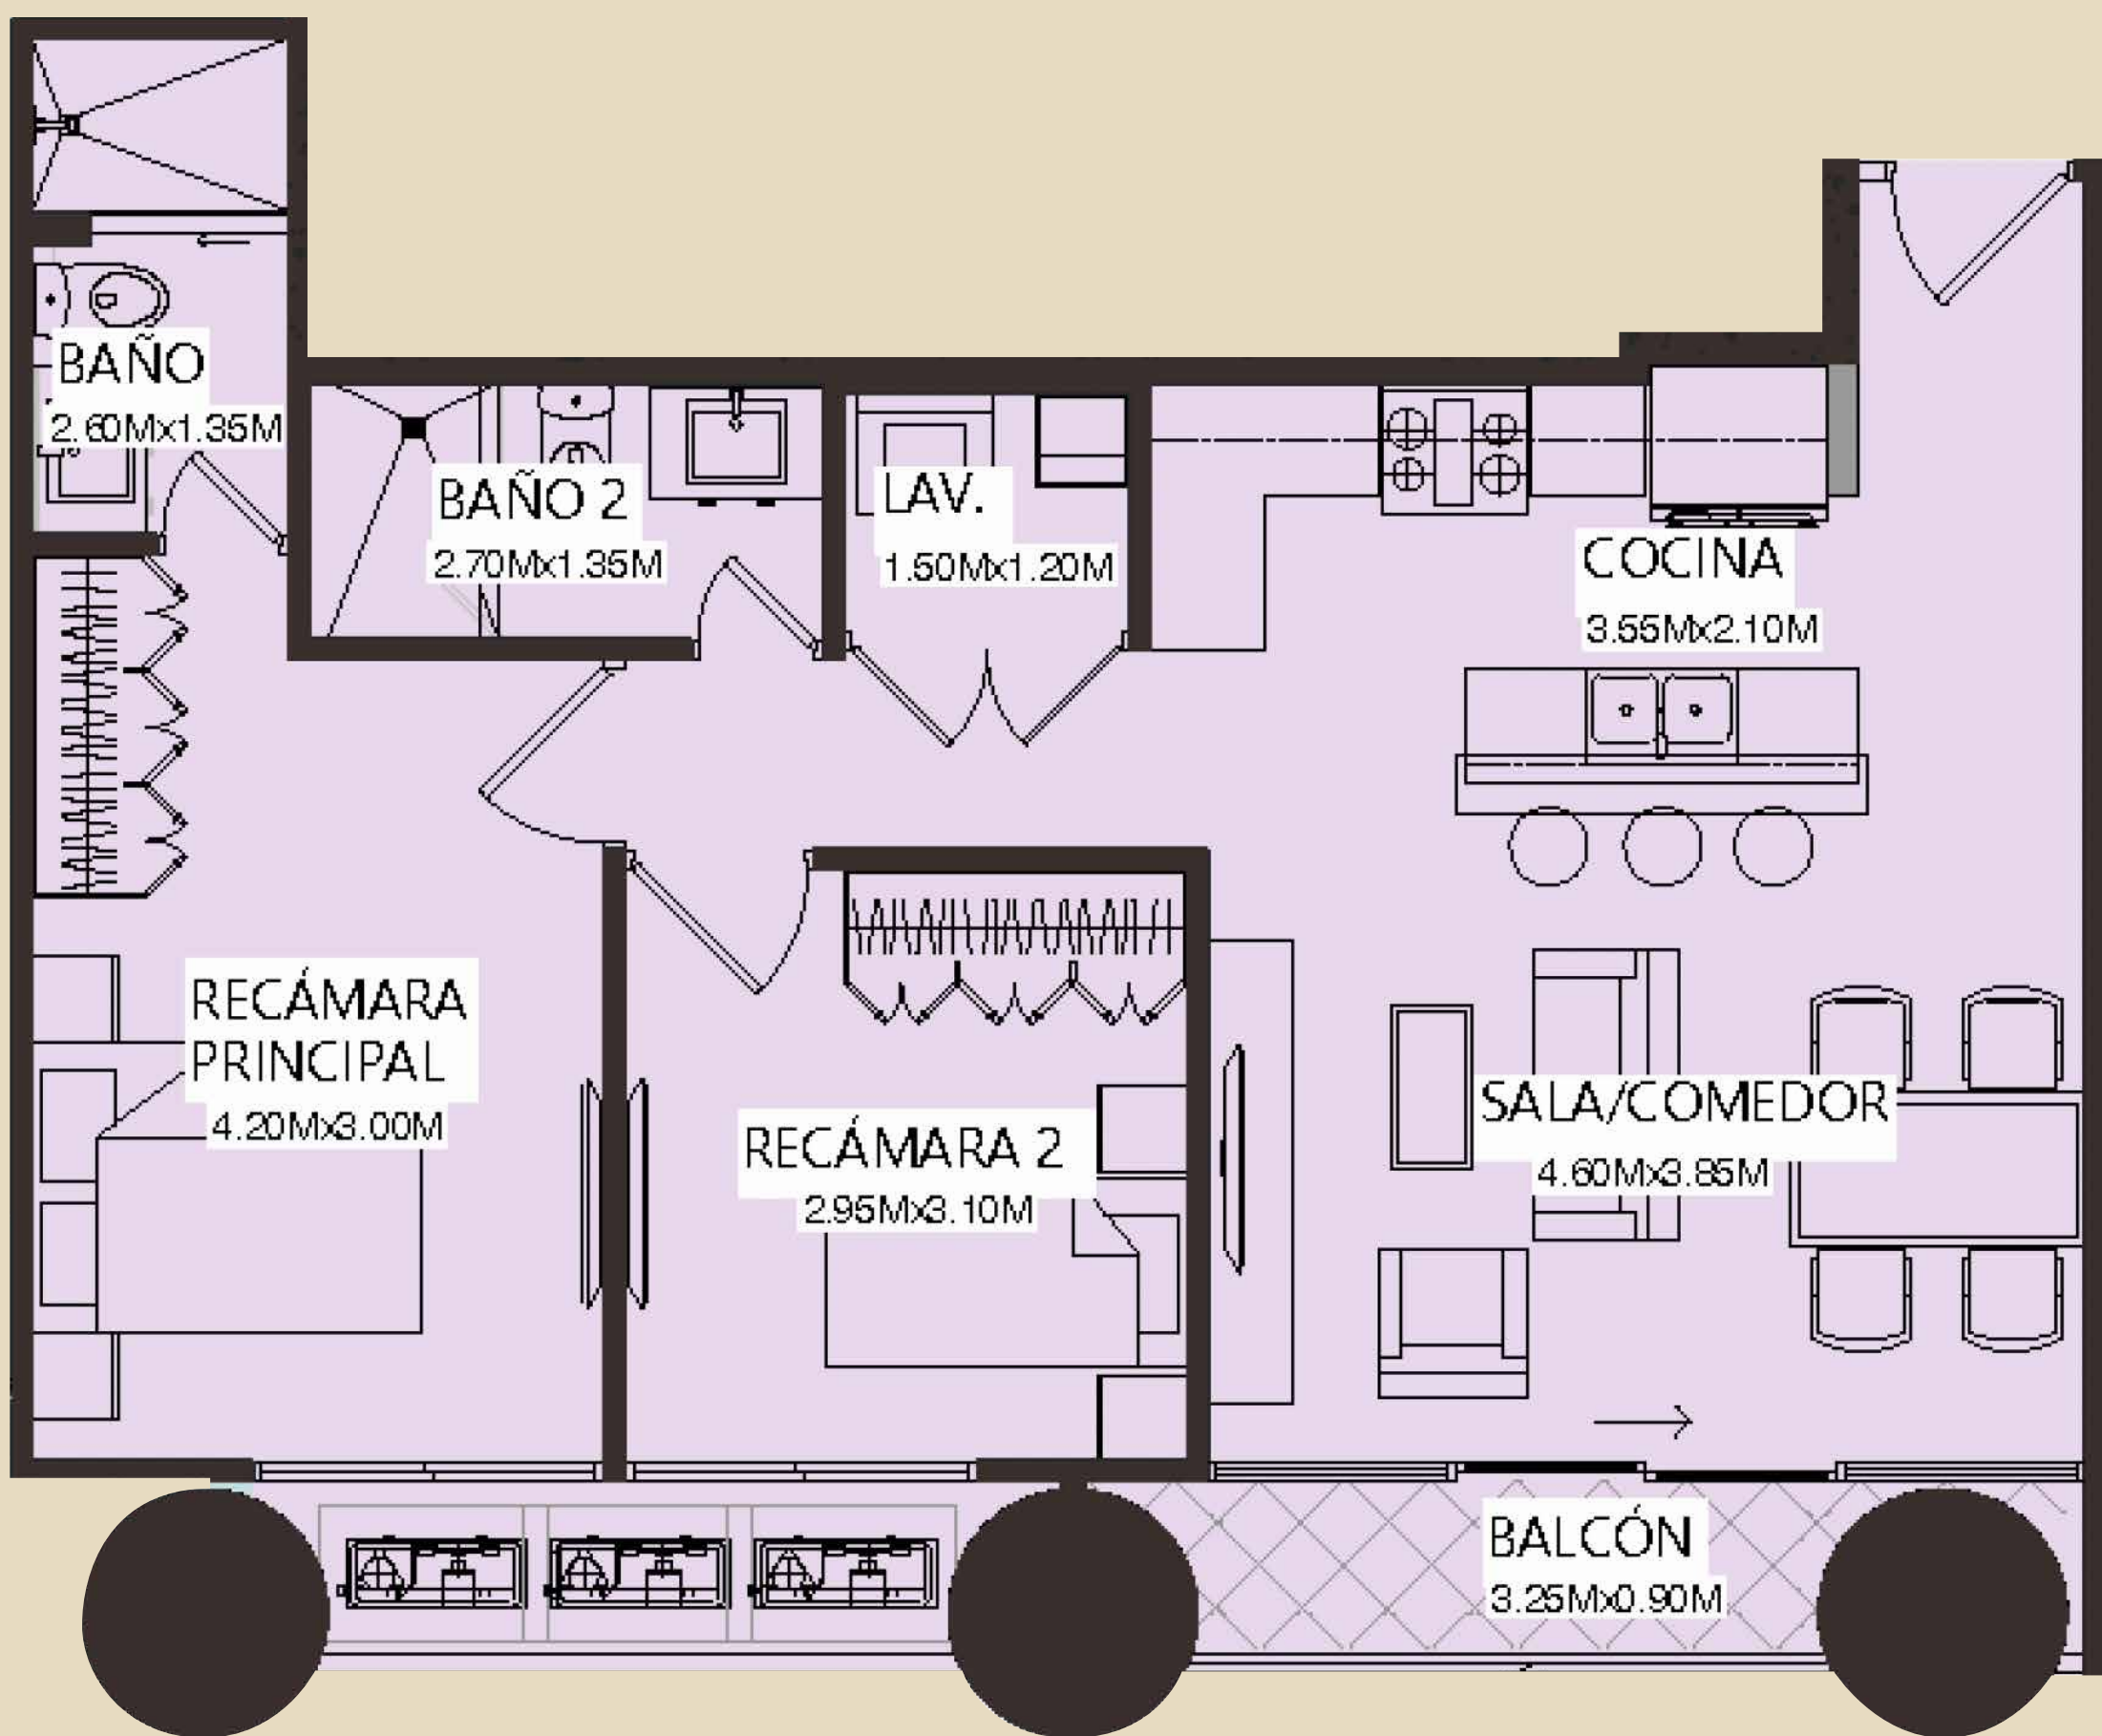 BAÑO
2.60Mx1.35M
BAÑO 2
2.70Mx1.35M
LAV.
1.50Mx1.20M
COCINA
3.55Mx2.10M
RECÁMARA
PRINCIPAL
4.20Mx3.00M
RECÁMARA 2
2.95Mx3.10M
SALA/COMEDOR
4.60Mx3.85M
BALCÓN
3.25Mx0.90M